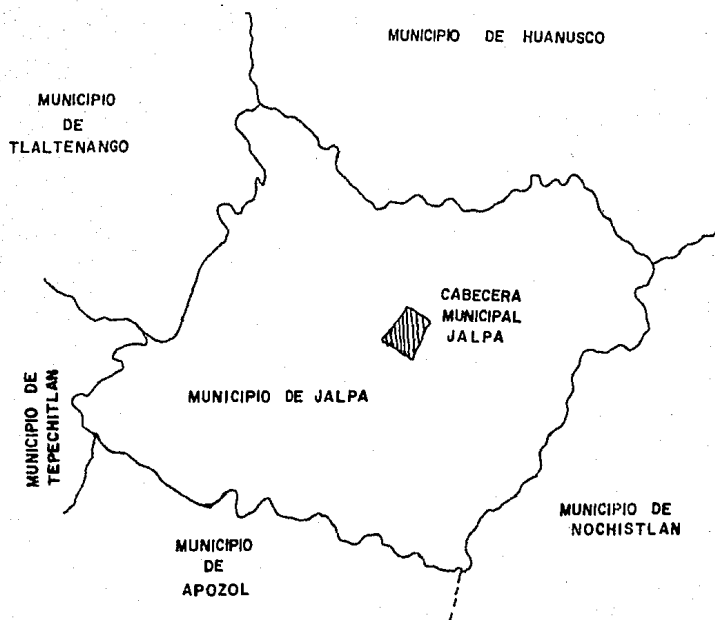 MUNICIPIO DE HUANUSCO
MUNICIPIO
DE
TLALTENANGO
CABECERA
MUNICIPAL
JALPA
MUNICIPIO DE JALPA
MUNICIPIO DE
TEPECHITLAN
MUNICIPIO DE
NOCHISTLAN
MUNICIPIO
DE
APOZOL